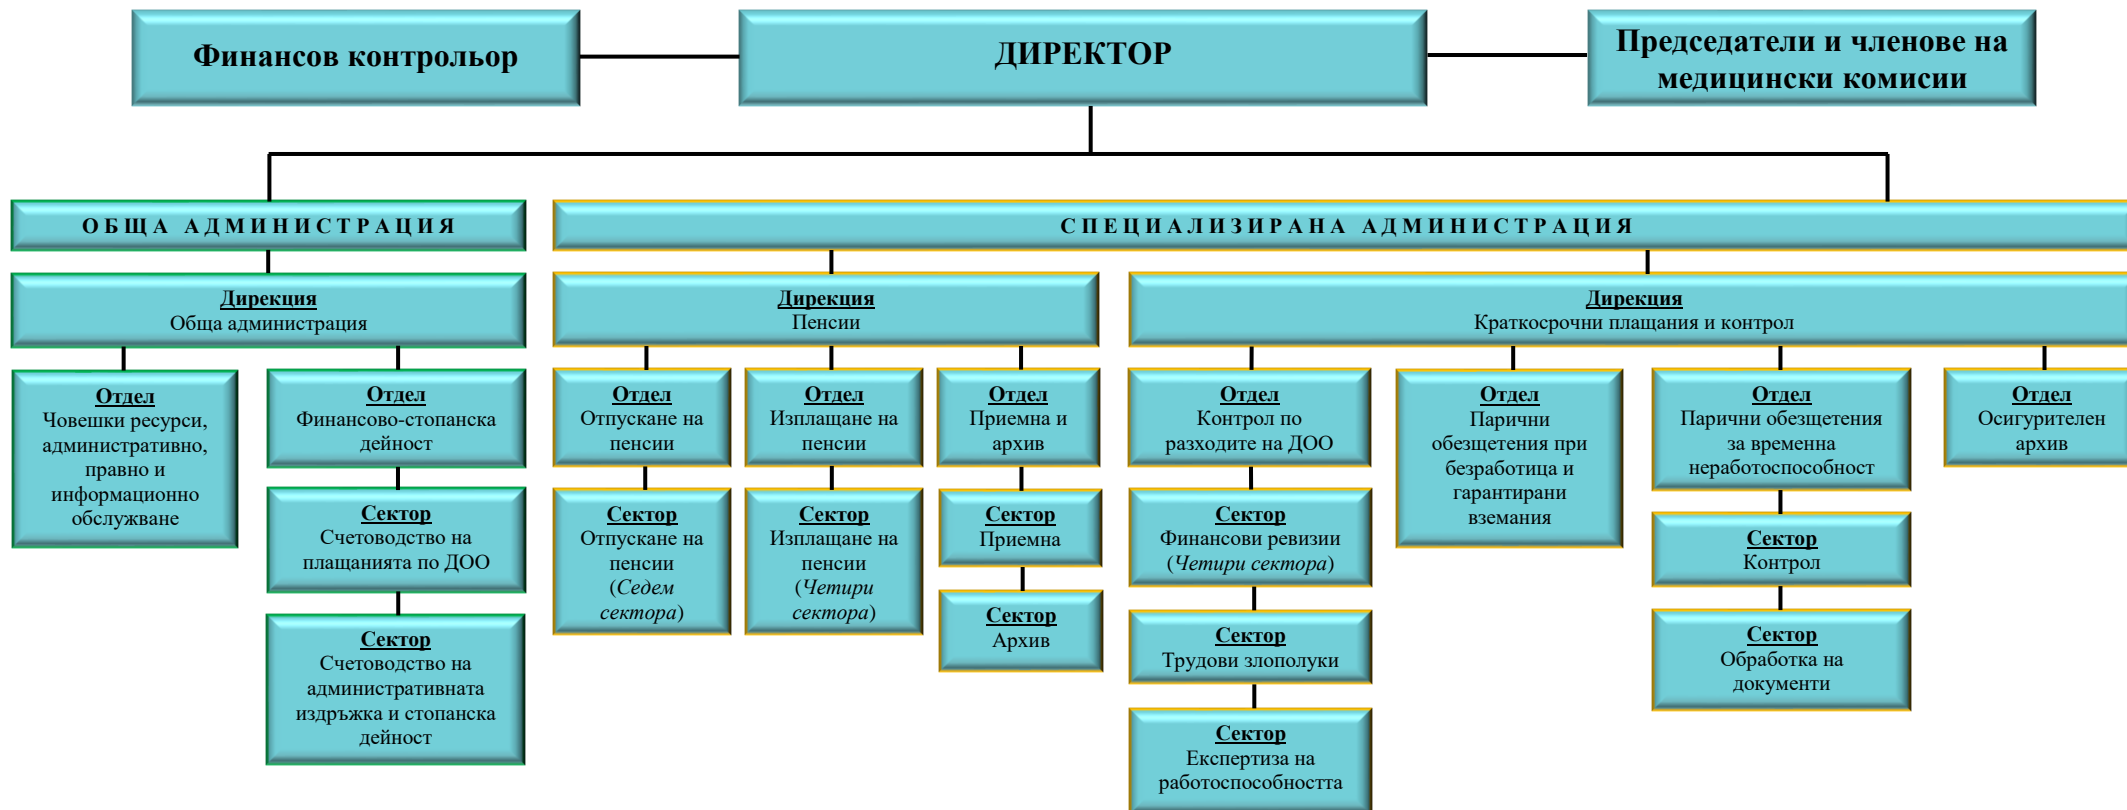 Финансов контрольор
ДИРЕКТОР
Председатели и членове на
медицински комисии
ОБЩА АДМИНИСТРАЦИЯ
СПЕЦИАЛИЗИРАНА АДМИНИСТРАЦИЯ
Дирекция
Обща администрация
Дирекция
Пенсии
Дирекция
Краткосрочни плащания и контрол
Отдел
Човешки ресурси,
административно,
правно и
информационно
обслужване
Отдел
Финансово-стопанска
дейност
Сектор
Счетоводство на
плащанията по ДОО
Сектор
Счетоводство на
административната
издръжка и стопанска
дейност
Отдел
Отпускане на
пенсии
Сектор
Отпускане на
пенсии
(Седем
сектора)
Отдел
Изплащане на
пенсии
Сектор
Изплащане на
пенсии
(Четири
сектора)
Отдел
Приемна и
архив
Сектор
Приемна
Сектор
Архив
Отдел
Контрол по
разходите на ДОО
Сектор
Финансови ревизии
(Четири сектора)
Сектор
Трудови злополуки
Сектор
Експертиза на
работоспособността
Отдел
Парични
обезщетения при
безработица и
гарантирани
вземания
Отдел
Парични обезщетения
за временна
неработоспособност
Сектор
Контрол
Сектор
Обработка на
документи
Отдел
Осигурителен
архив